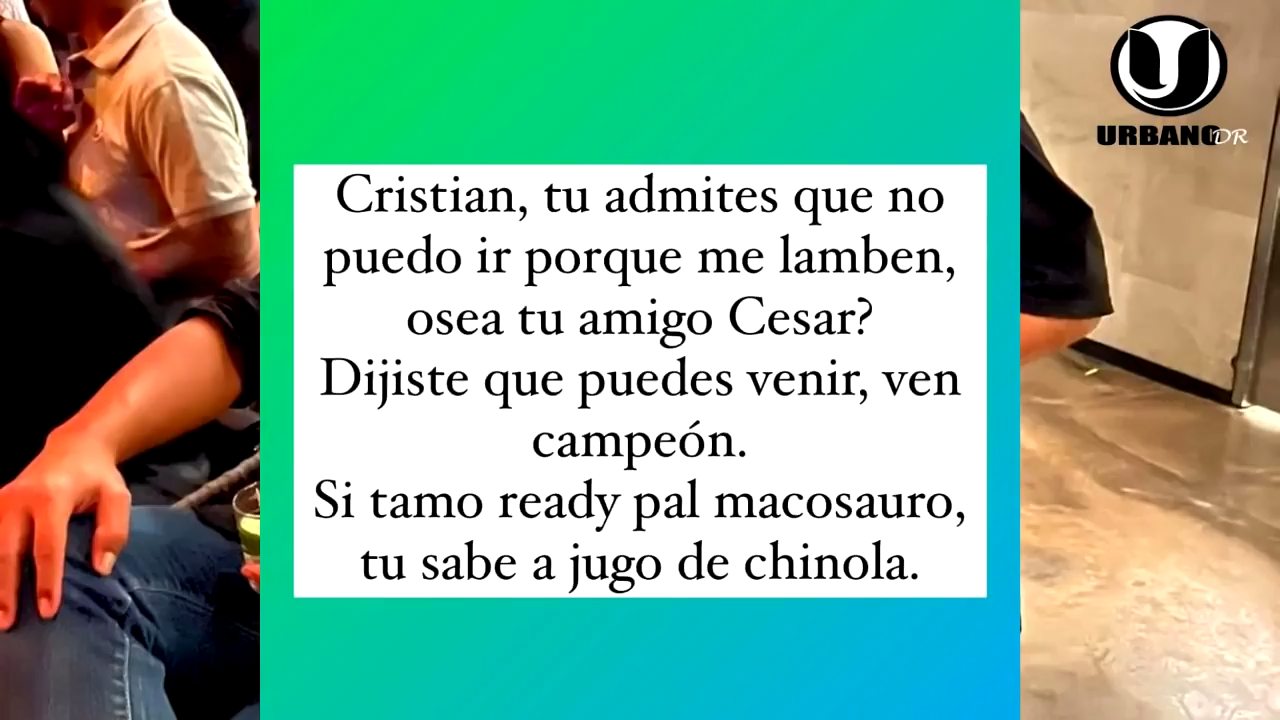 URBANO DR
Cristian, tu admites que no
puedo ir porque me lamben,
osea tu amigo Cesar?
Dijiste que puedes venir, ven
campeón.
Si tamo ready pal macosauro,
tu sabe a jugo de chinola.